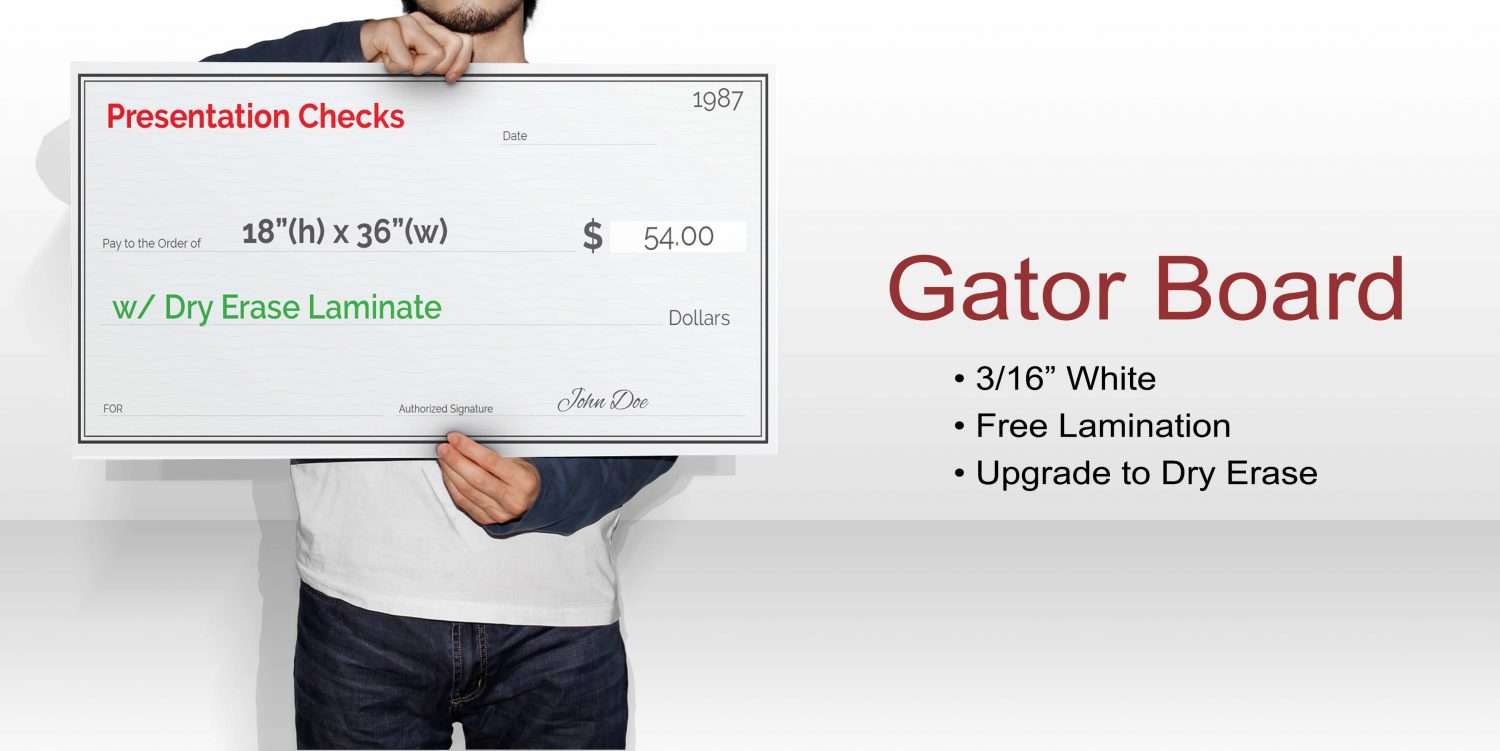 Presentation Checks
1987
Date
Pay to the Order of 18”(h) x 36”(w) $ 54.00
w/ Dry Erase Laminate
Dollars
FOR
Authorized Signature John Doe
Gator Board
• 3/16” White
• Free Lamination
• Upgrade to Dry Erase